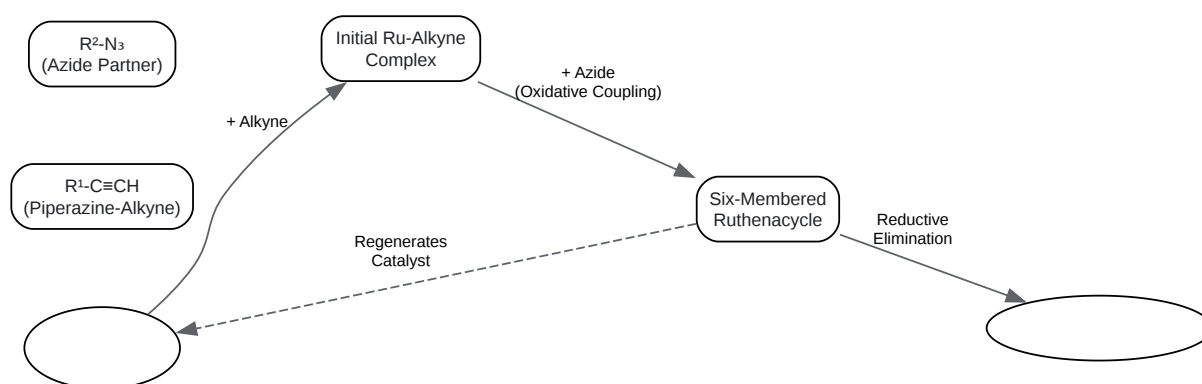 R²-N₃
(Azide Partner)
Initial Ru-Alkyne
Complex
+ Azide
(Oxidative Coupling)
+ Alkyne
R¹-C≡CH
(Piperazine-Alkyne)
Six-Membered
Ruthenacycle
Reductive
Elimination
Regenerates
Catalyst